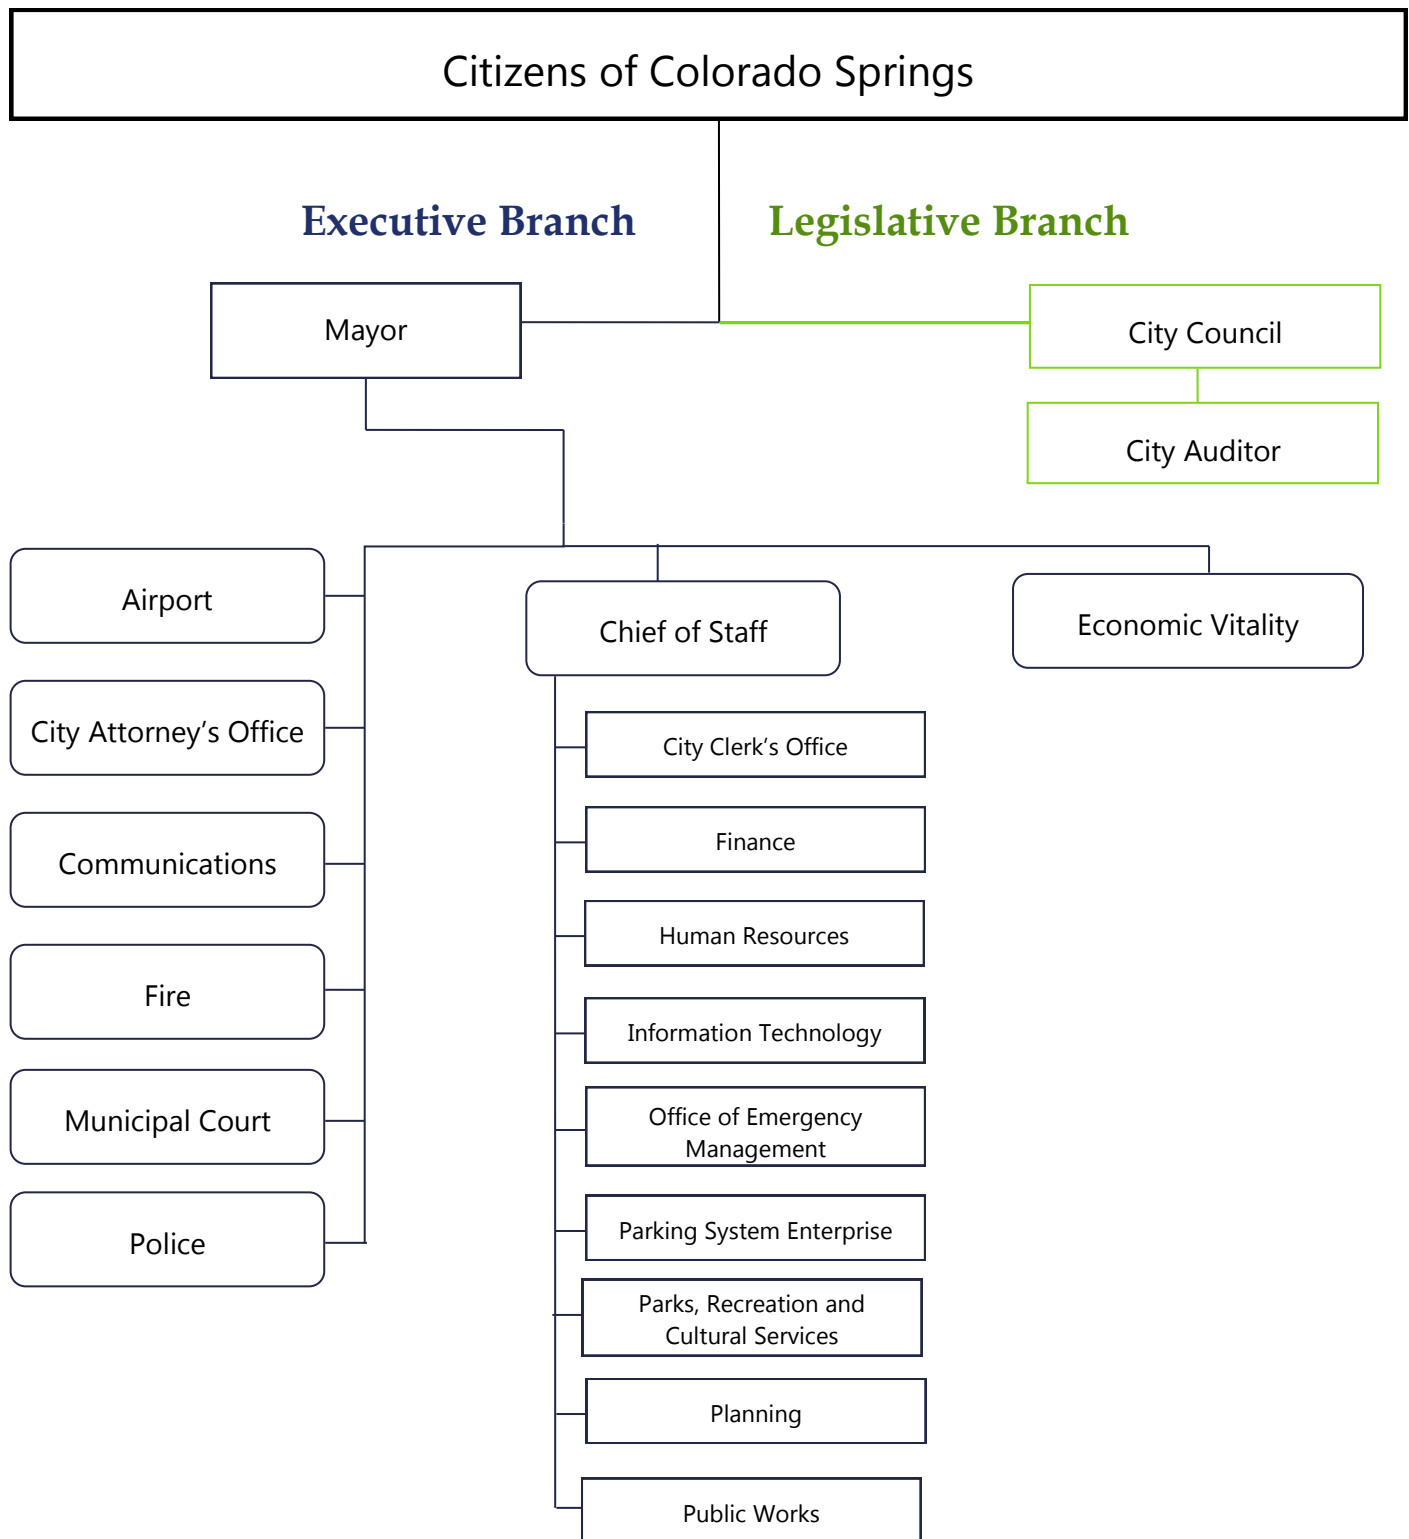 Citizens of Colorado Springs
Executive Branch
Legislative Branch
Mayor
City Council
City Auditor
Airport
City Attorney’s Office
Communications
Fire
Municipal Court
Police
Chief of Staff
City Clerk’s Office
Finance
Human Resources
Information Technology
Office of Emergency
Management
Parking System Enterprise
Parks, Recreation and
Cultural Services
Planning
Public Works
Economic Vitality